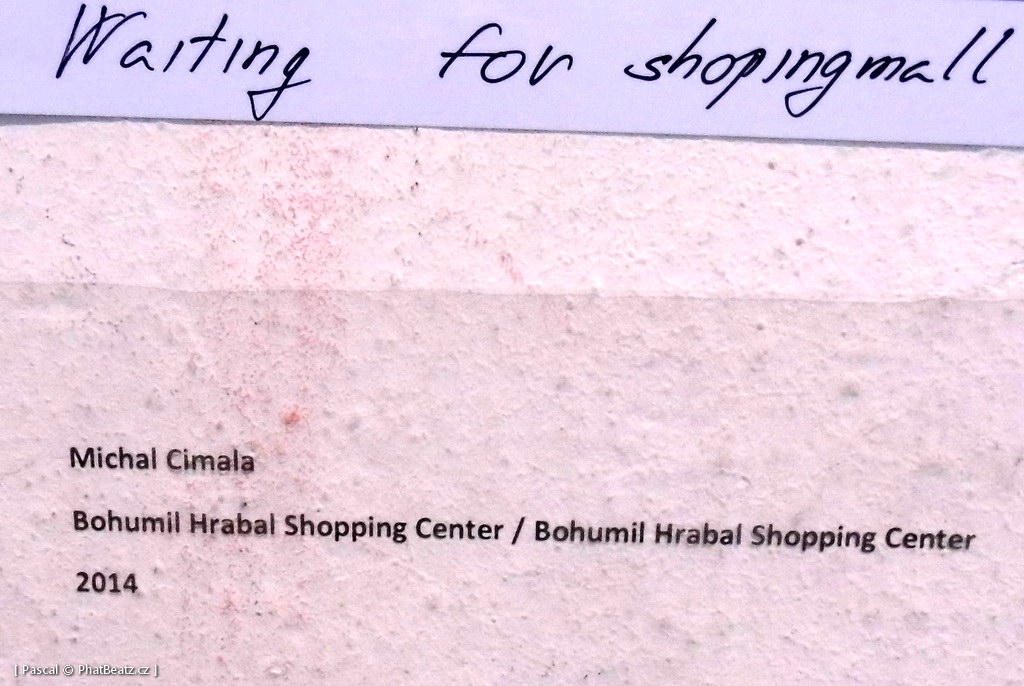 Waiting for shopingmall
Michal Cimala
Bohumil Hrabal Shopping Center / Bohumil Hrabal Shopping Center
2014
[ Pascal © PhatBeatz.cz ]